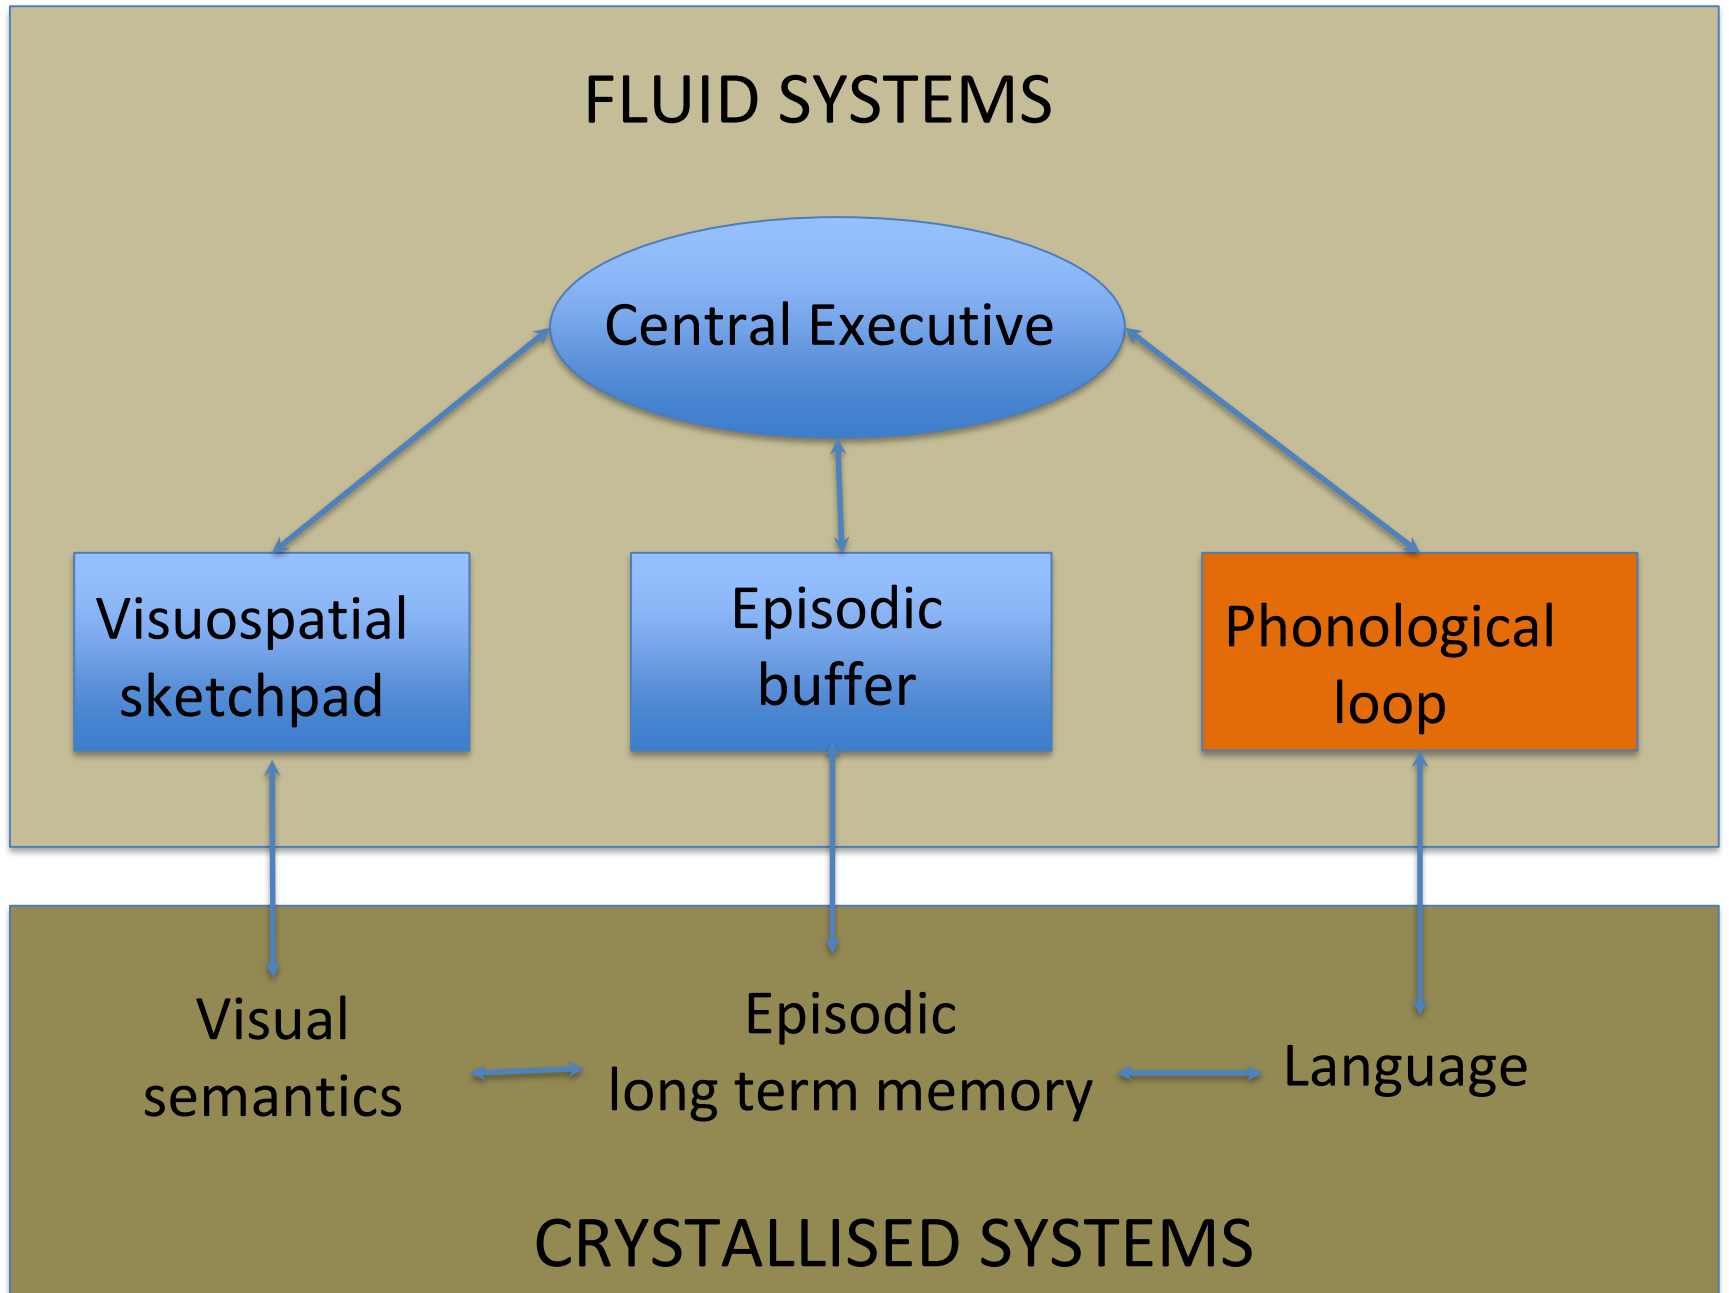 FLUID SYSTEMS
Central Executive
Visuospatial
sketchpad
Episodic
buffer
Phonological
loop
Visual
semantics
Episodic
long term memory
Language
CRYSTALLISED SYSTEMS